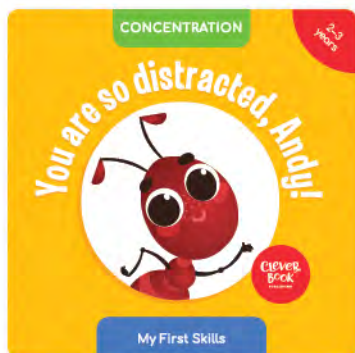 CONCENTRATION
2–3
years
You are so distracted, Andy!
CLEVER
BOOK
My First Skills